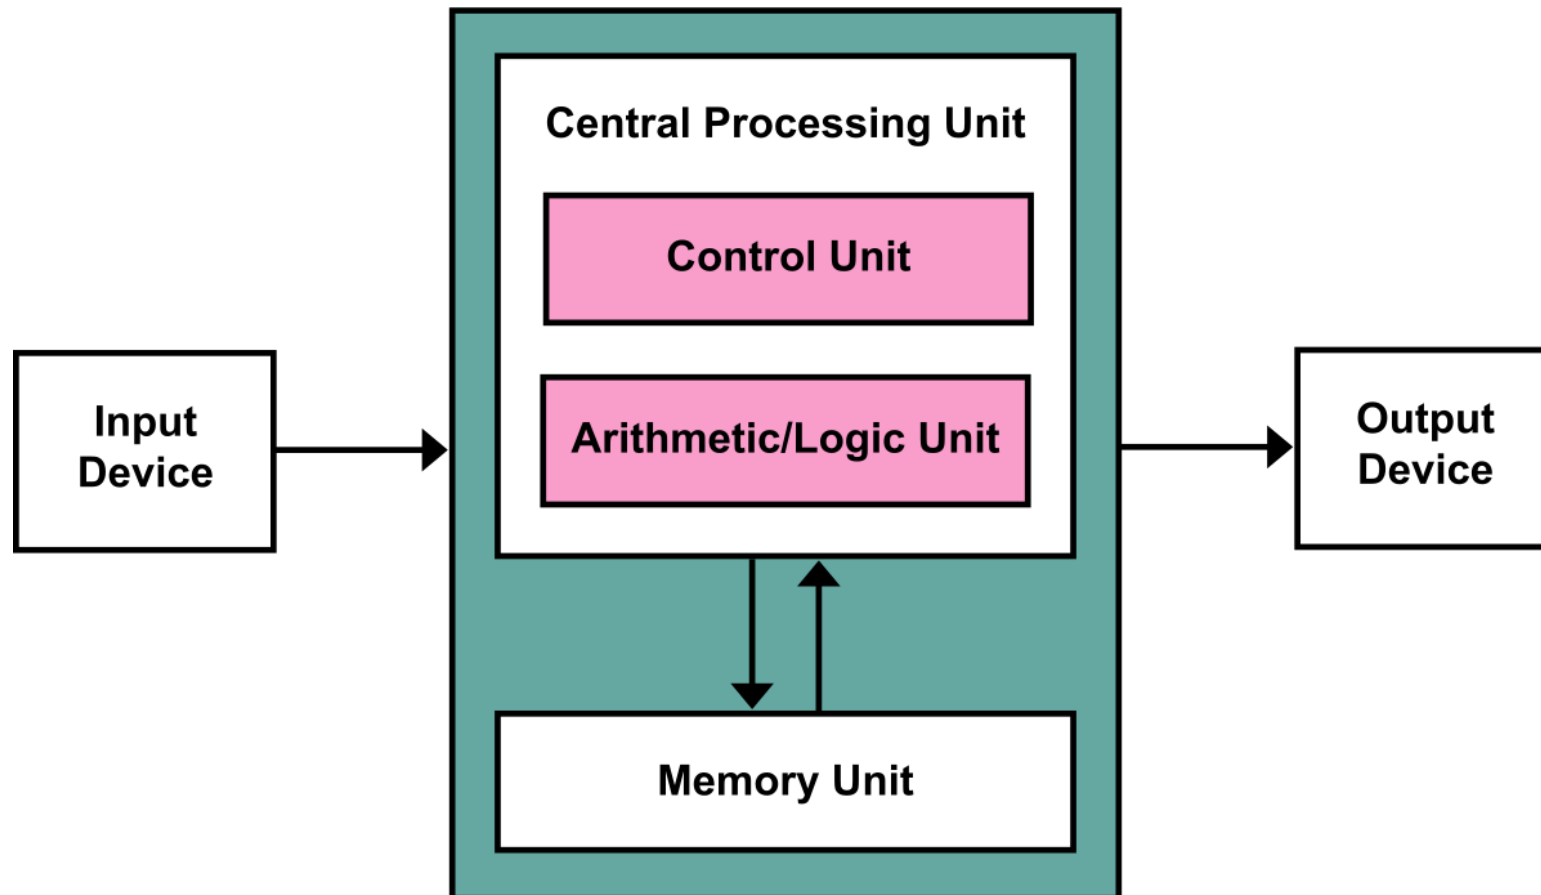 Central Processing Unit
Control Unit
Arithmetic/Logic Unit
Input
Device
Output
Device
Memory Unit